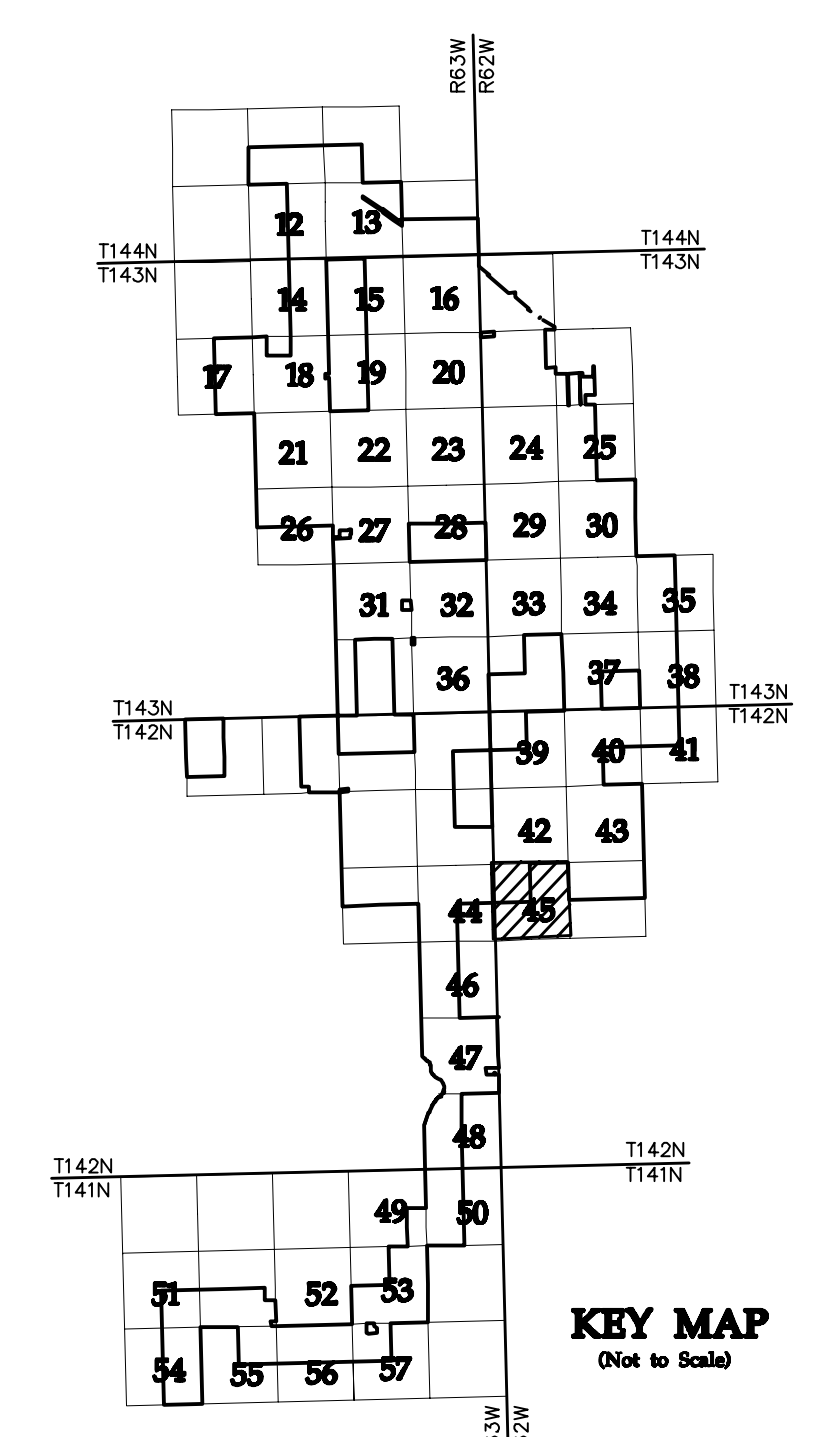 R63W
R62W
12 13
T144N T144N
T143N T143N
14 15 16
17 18 19 20
21 22 23 24 25
26 27 28 29 30
31 32 33 34 35
36 37 38
T143N T143N
T142N T142N
39 40 41
42 43
44 45
46
47
48
T142N T142N
T141N T141N
49 50
51 52 53
KEY MAP
(Not to Scale)
54 55 56 57